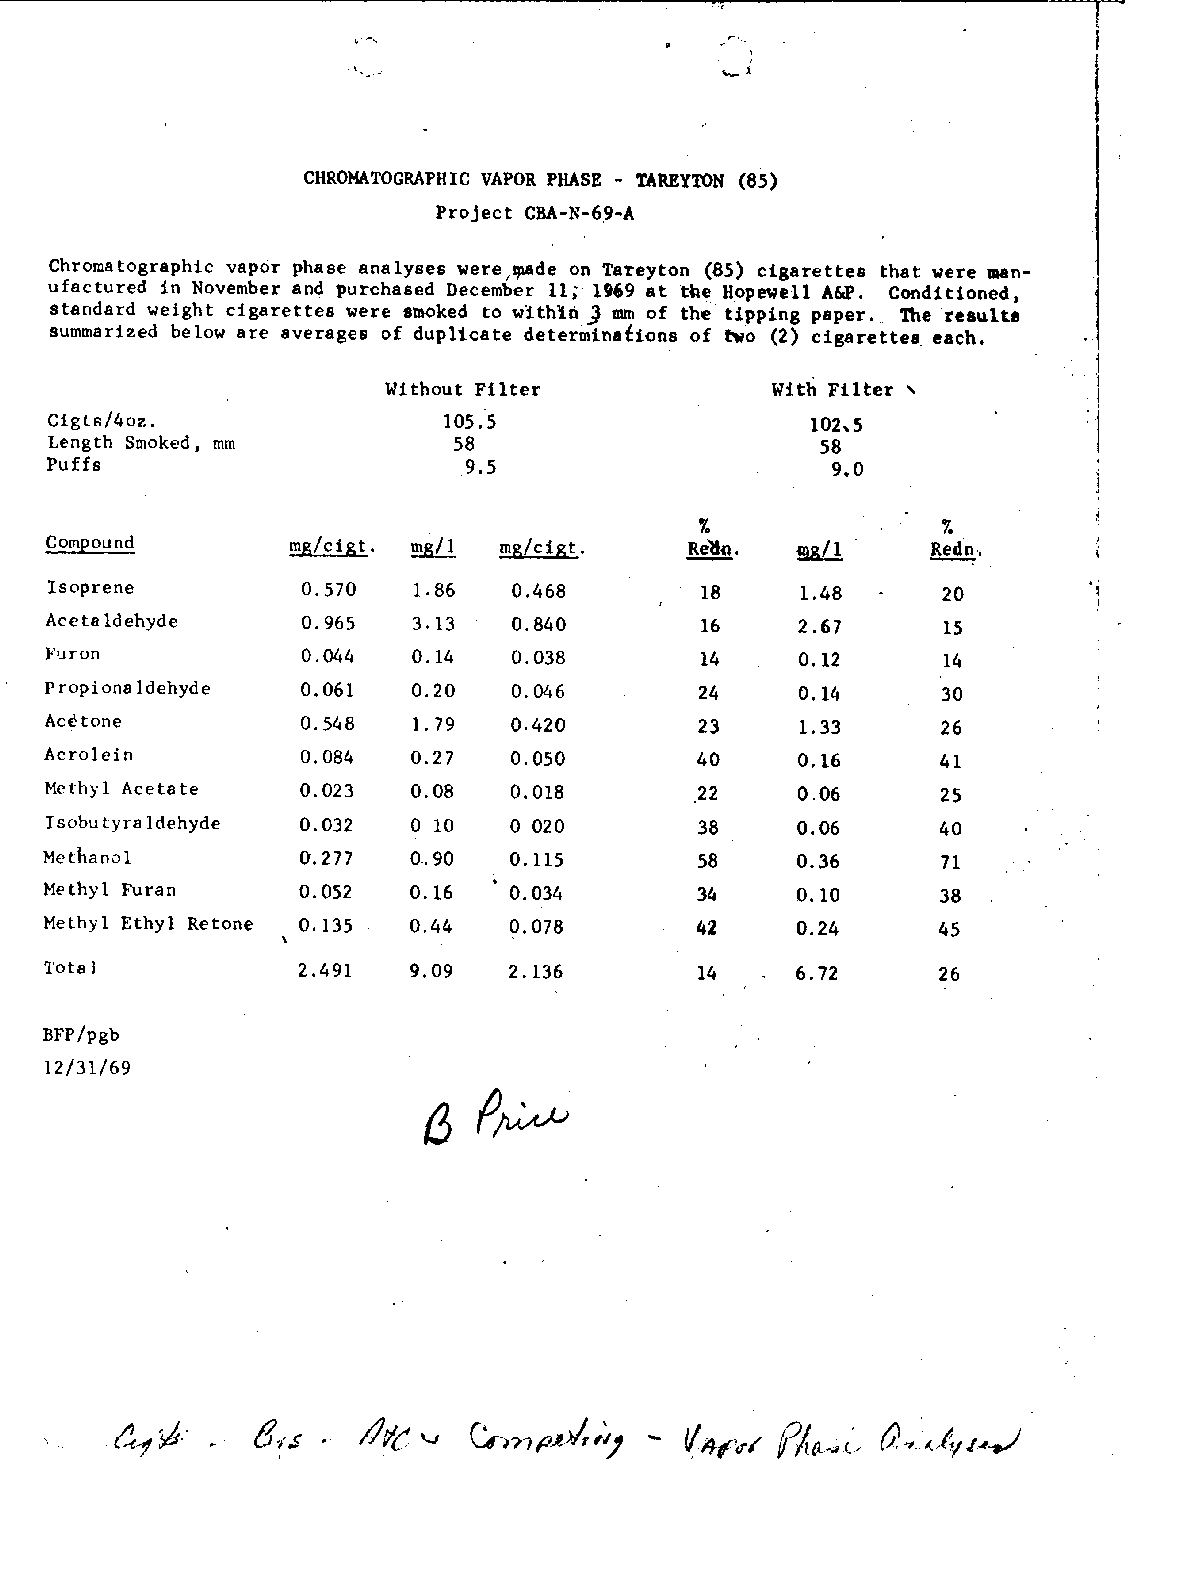 CHROMATOGRAPHIC VAPOR PHASE - TAREYTON (85)
Project CBA-N-69-A
Chromatographic vapor phase analyses were made on Tareyton (85) cigarettes that were man-
ufactured in November and purchased December 11, 1969 at the Hopewell A&P. Conditioned,
standard weight cigarettes were smoked to within 3 mm of the tipping paper. The results
summarized below are averages of duplicate determinations of two (2) cigarettes each.
Without Filter With Filter
Cigts/4oz. 105.5 102.5
Length Smoked, mm 58 58
Puffs 9.5 9.0
% %
Compound mg/cigt. mg/l mg/cigt. Redn. mg/l Redn.
Isoprene 0.570 1.86 0.468 18 1.48 20
Acetaldehyde 0.965 3.13 0.840 16 2.67 15
Furon 0.044 0.14 0.038 14 0.12 14
Propionaldehyde 0.061 0.20 0.046 24 0.14 30
Acetone 0.548 1.79 0.420 23 1.33 26
Acrolein 0.084 0.27 0.050 40 0.16 41
Methyl Acetate 0.023 0.08 0.018 22 0.06 25
Isobutyraldehyde 0.032 0 10 0 020 38 0.06 40
Methanol 0.277 0.90 0.115 58 0.36 71
Methyl Furan 0.052 0.16 0.034 34 0.10 38
Methyl Ethyl Retone 0.135 0.44 0.078 42 0.24 45
Total 2.491 9.09 2.136 14 6.72 26
BFP/pgb
12/31/69
B Price
Cigts - - Competing - Vapor Phase Analyses